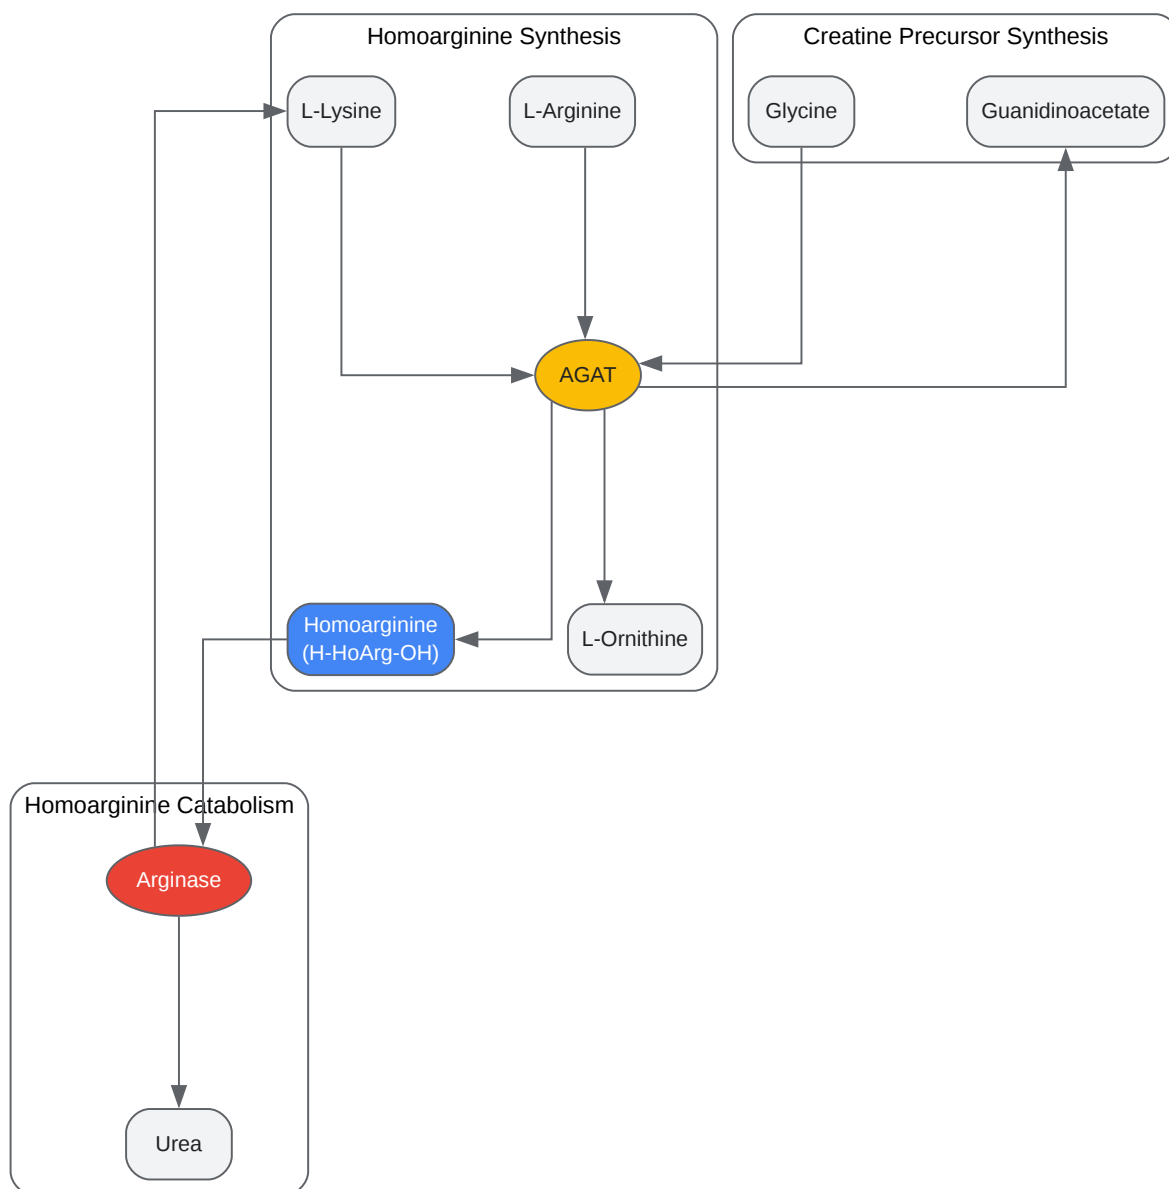 Homoarginine Synthesis
Creatine Precursor Synthesis
L-Lysine
L-Arginine
Glycine
Guanidinoacetate
AGAT
Homoarginine
(H-HoArg-OH)
L-Ornithine
Homoarginine Catabolism
Arginase
Urea